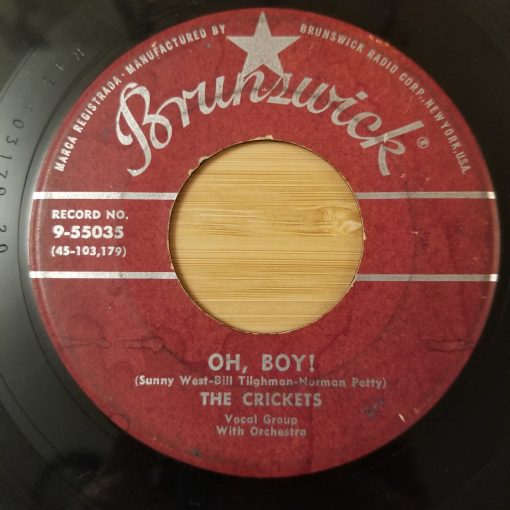 MARCA REGISTRADA · MANUFACTURED BY
BRUNSWICK RADIO CORP., NEW YORK, USA.
Brunswick®
RECORD NO.
9-55035
(45-103,179)
OH, BOY!
(Sunny West-Bill Tilghman-Norman Petty)
THE CRICKETS
Vocal Group
With Orchestra